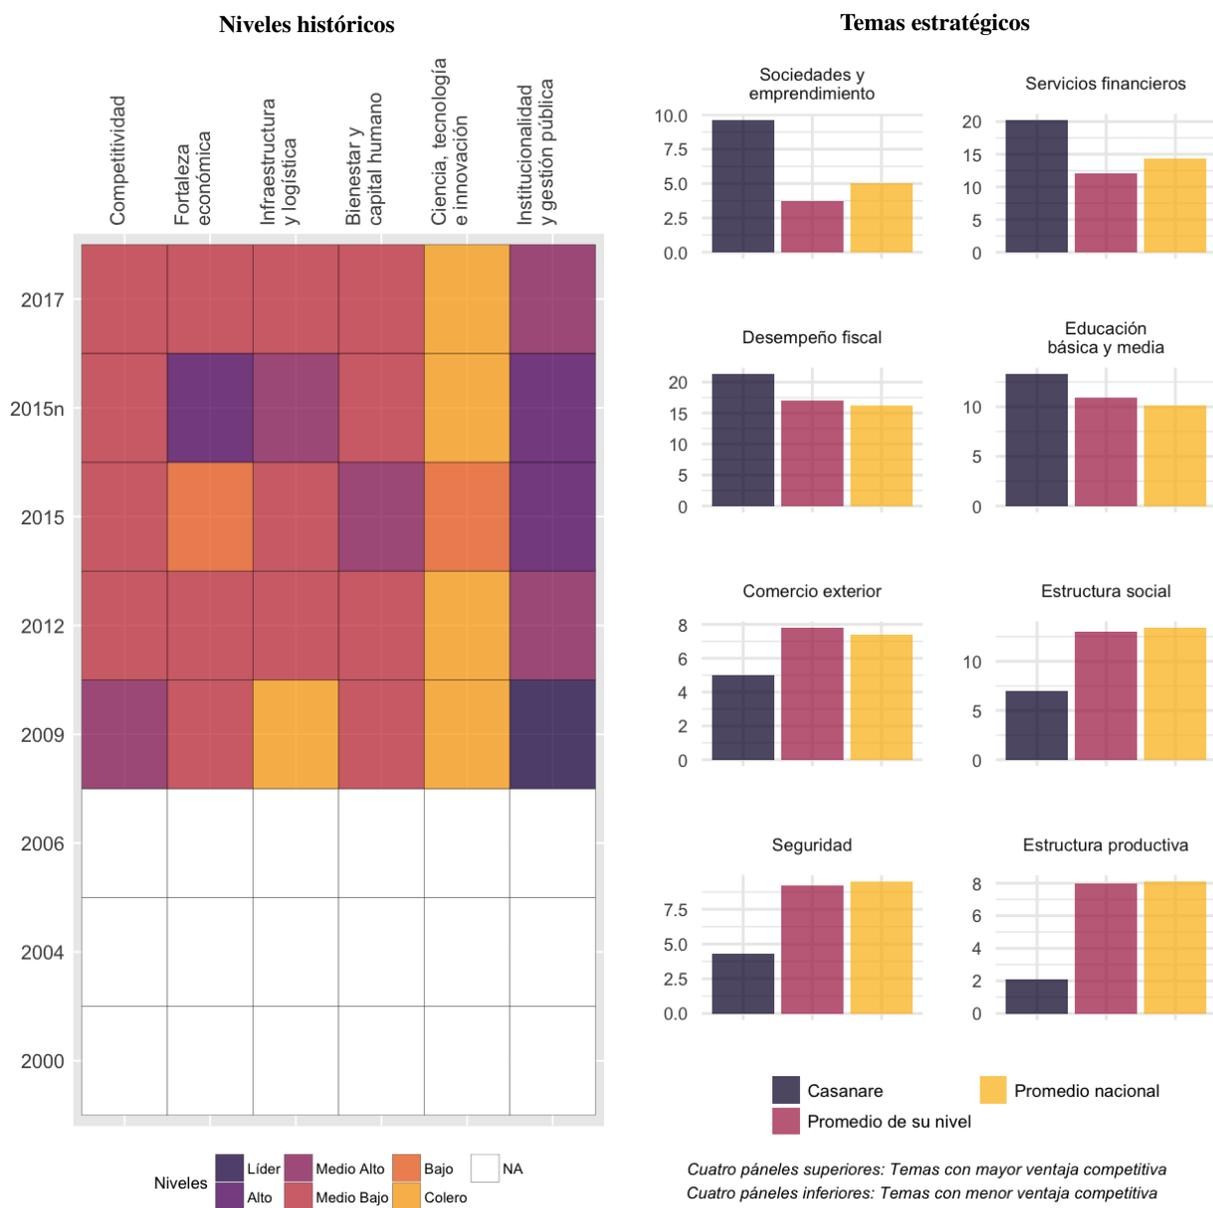 Niveles históricos
Competitividad
Fortaleza
económica
Infraestructura
y logística
Bienestar y
capital humano
Ciencia, tecnología
e innovación
Institucionalidad
y gestión pública
2017
2015n
2015
2012
2009
2006
2004
2000
Niveles
Líder
Medio Alto
Bajo
NA
Alto
Medio Bajo
Colero
Temas estratégicos
Sociedades y
emprendimiento
10.0
7.5
5.0
2.5
0.0
Servicios financieros
20
15
10
5
0
Desempeño fiscal
20
15
10
5
0
Educación
básica y media
10
5
0
Comercio exterior
8
6
4
2
0
Estructura social
10
5
0
Seguridad
7.5
5.0
2.5
0.0
Estructura productiva
8
6
4
2
0
Casanare
Promedio nacional
Promedio de su nivel
Cuatro páneles superiores: Temas con mayor ventaja competitiva
Cuatro páneles inferiores: Temas con menor ventaja competitiva